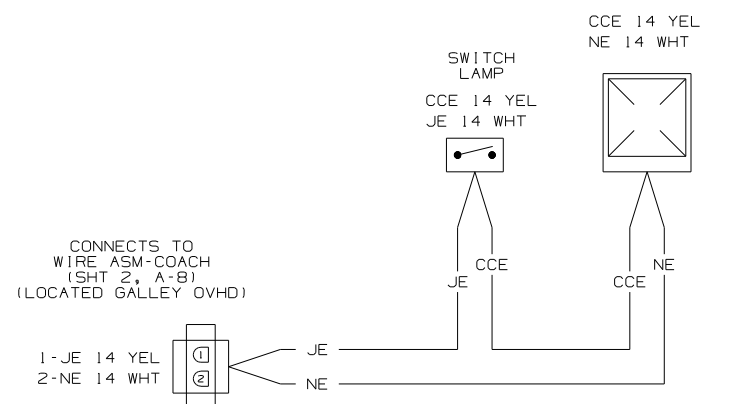 CCE 14 YEL
NE 14 WHT
SWITCH
LAMP
CCE 14 YEL
JE 14 WHT
CONNECTS TO
WIRE ASM-COACH
(SHT 2, A-8)
(LOCATED GALLEY OVHD)
JE
CCE
CCE
NE
1-JE 14 YEL
2-NE 14 WHT
1
2
JE
NE